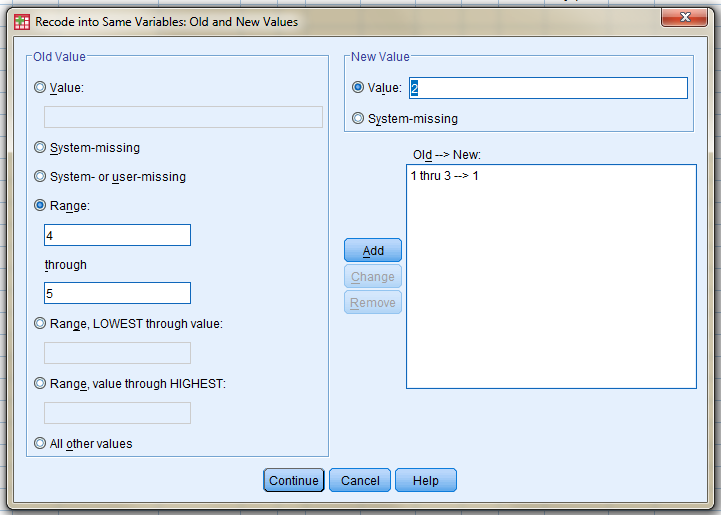 Recode into Same Variables: Old and New Values
Old Value
Value:
System-missing
System- or user-missing
Range:
4
through
5
Range, LOWEST through value:
Range, value through HIGHEST:
All other values
New Value
Value: 2
System-missing
Old --> New:
1 thru 3 --> 1
Add
Change
Remove
Continue Cancel Help